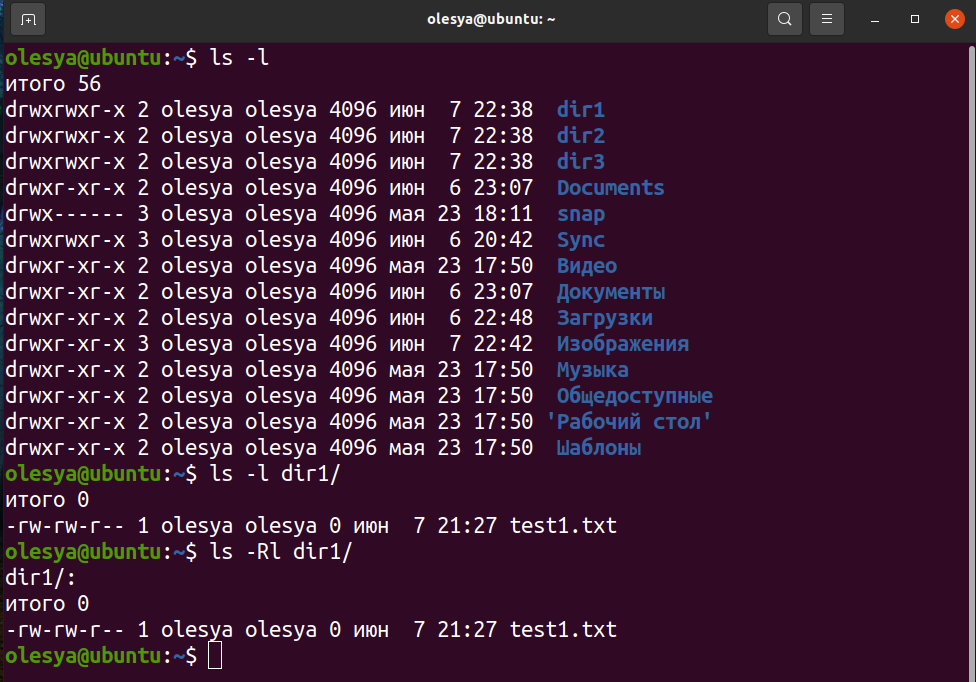 olesya@ubuntu: ~
olesya@ubuntu:~$ ls -l
итого 56
drwxrwxr-x 2 olesya olesya 4096 июн  7 22:38  dir1
drwxrwxr-x 2 olesya olesya 4096 июн  7 22:38  dir2
drwxrwxr-x 2 olesya olesya 4096 июн  7 22:38  dir3
drwxr-xr-x 2 olesya olesya 4096 июн  6 23:07  Documents
drwx------ 3 olesya olesya 4096 мая 23 18:11  snap
drwxrwxr-x 3 olesya olesya 4096 июн  6 20:42  Sync
drwxr-xr-x 2 olesya olesya 4096 мая 23 17:50  Видео
drwxr-xr-x 2 olesya olesya 4096 июн  6 23:07  Документы
drwxr-xr-x 2 olesya olesya 4096 июн  6 22:48  Загрузки
drwxr-xr-x 3 olesya olesya 4096 июн  7 22:42  Изображения
drwxr-xr-x 2 olesya olesya 4096 мая 23 17:50  Музыка
drwxr-xr-x 2 olesya olesya 4096 мая 23 17:50  Общедоступные
drwxr-xr-x 2 olesya olesya 4096 мая 23 17:50 'Рабочий стол'
drwxr-xr-x 2 olesya olesya 4096 мая 23 17:50  Шаблоны
olesya@ubuntu:~$ ls -l dir1/
итого 0
-rw-rw-r-- 1 olesya olesya 0 июн  7 21:27 test1.txt
olesya@ubuntu:~$ ls -Rl dir1/
dir1/:
итого 0
-rw-rw-r-- 1 olesya olesya 0 июн  7 21:27 test1.txt
olesya@ubuntu:~$